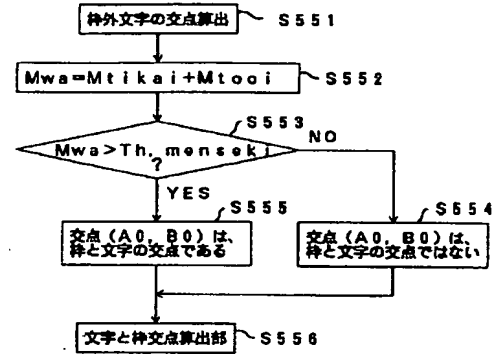 枠外文字の交点算出 S551
Mwa=Mtikai+Mtooi S552
S553
Mwa>Th.menseki
?
NO
YES
S555
S554
交点(A0, B0)は、
枠と文字の交点である
交点(A0, B0)は、
枠と文字の交点ではない
文字と枠交点算出部 S556